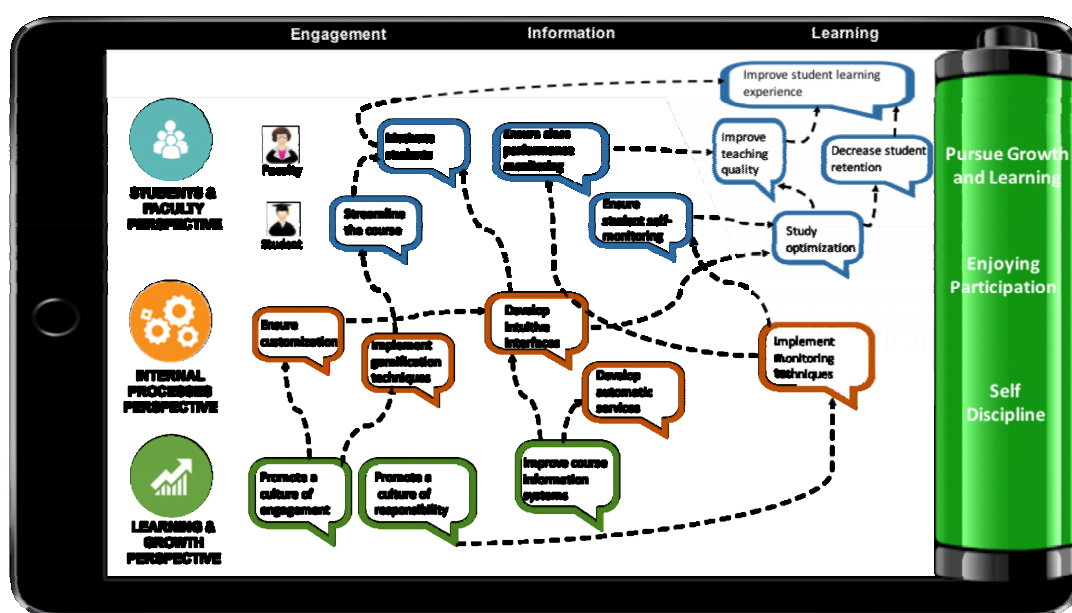 Engagement
Information
Learning
Improve student learning
experience
Motivate
students
Ensure class
performance
monitoring
Improve
teaching
quality
Decrease student
retention
Faculty
STUDENTS &
FACULTY
PERSPECTIVE
Student
Streamline
the course
Ensure
student self-
monitoring
Study
optimization
Pursue Growth
and Learning
Enjoying
Participation
Self
Discipline
Ensure
customization
Implement
gamification
techniques
Develop
Intuitive
Interfaces
Develop
automatic
services
Implement
monitoring
techniques
INTERNAL
PROCESSES
PERSPECTIVE
Promote a
culture of
engagement
Promote a
culture of
responsibility
Improve course
Information
systems
LEARNING &
GROWTH
PERSPECTIVE